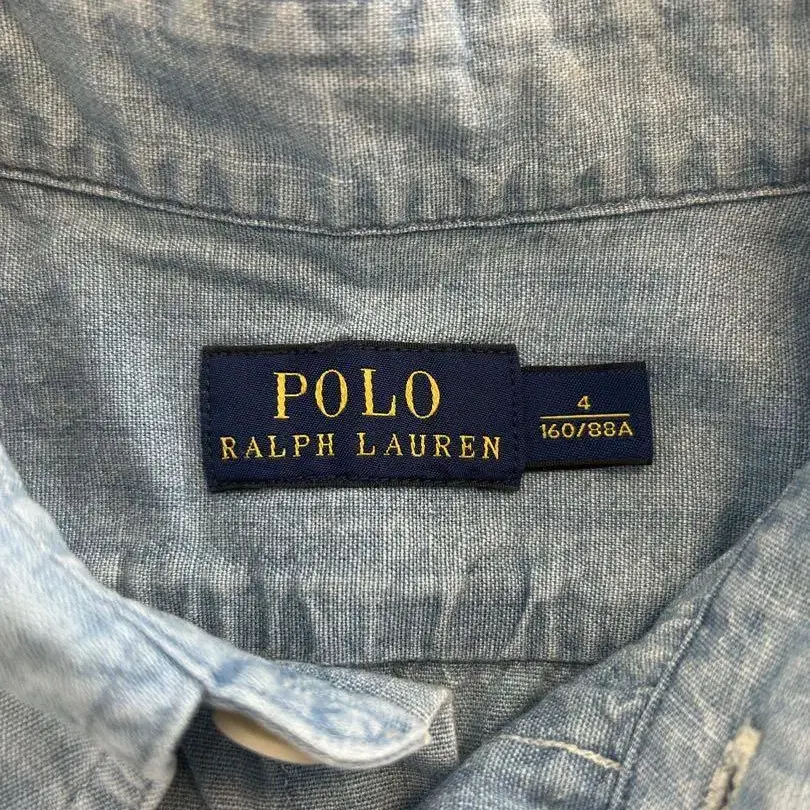 POLO
RALPH LAUREN
4
160/88A